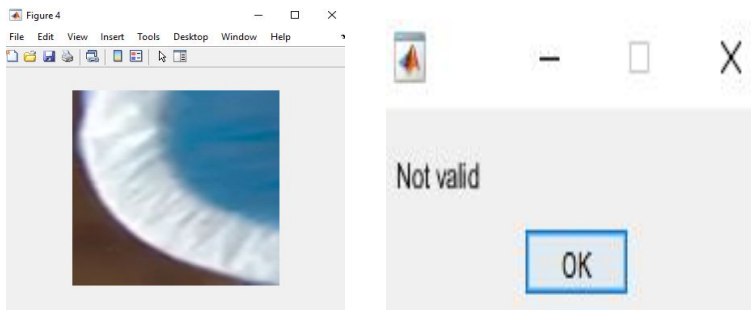 Figure 4
File Edit View Insert Tools Desktop Window Help
Not valid
OK